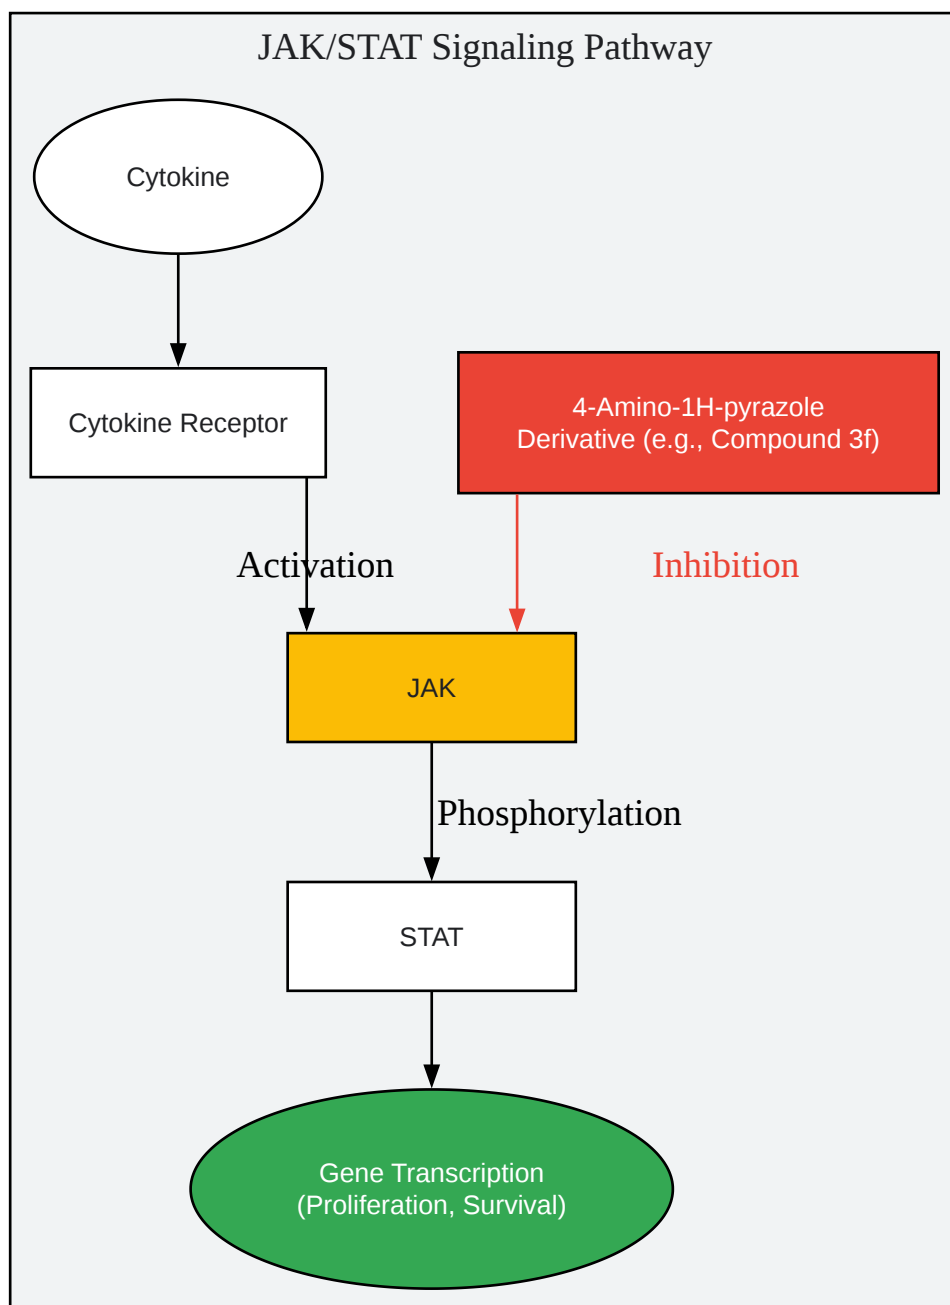 JAK/STAT Signaling Pathway
Cytokine
Cytokine Receptor
4-Amino-1H-pyrazole
Derivative (e.g., Compound 3f)
Activation
Inhibition
JAK
Phosphorylation
STAT
Gene Transcription
(Proliferation, Survival)